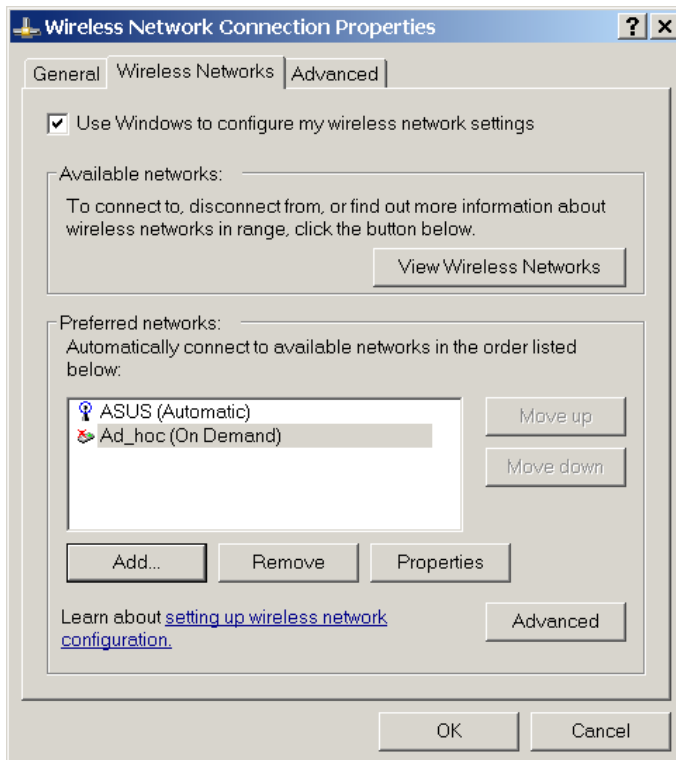 Wireless Network Connection Properties
General Wireless Networks Advanced
Use Windows to configure my wireless network settings
Available networks:
To connect to, disconnect from, or find out more information about
wireless networks in range, click the button below.
View Wireless Networks
Preferred networks:
Automatically connect to available networks in the order listed
below:
ASUS (Automatic)
Ad_hoc (On Demand)
Move up
Move down
Add... Remove Properties
Learn about setting up wireless network
configuration.
Advanced
OK Cancel